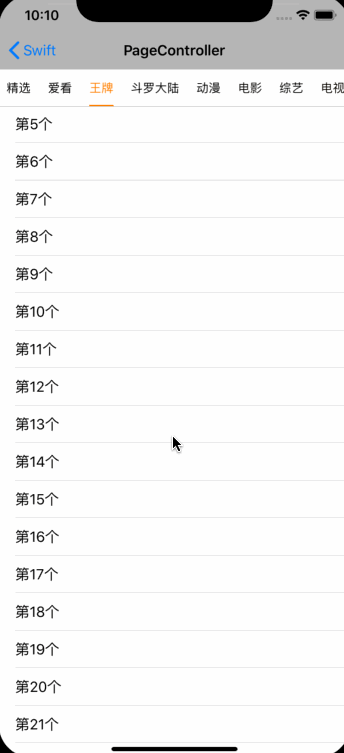 10:10
Swift PageController
精选 爱看 王牌 斗罗大陆 动漫 电影 综艺 电视
第5个
第6个
第7个
第8个
第9个
第10个
第11个
第12个
第13个
第14个
第15个
第16个
第17个
第18个
第19个
第20个
第21个